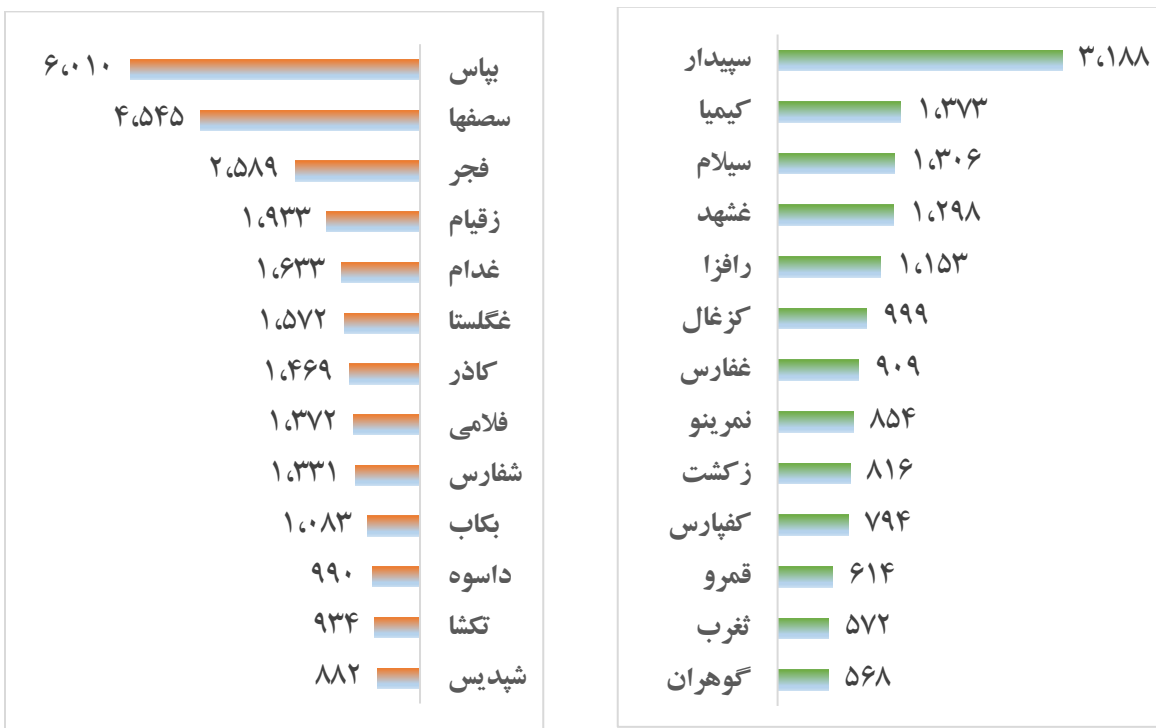 سپیدار ۳،۱۸۸
کیمیا ۱،۳۷۳
سیلام ۱،۳۰۶
غشهد ۱،۲۹۸
رافزا ۱،۱۵۳
کزغال ۹۹۹
غفارس ۹۰۹
نمرینو ۸۵۴
زکشت ۸۱۶
کفپارس ۷۹۴
قمرو ۶۱۴
ثغرب ۵۷۲
گوهران ۵۶۸
بپاس ۶،۰۱۰
سصفها ۴،۵۴۵
فجر ۲،۵۸۹
زقیام ۱،۹۳۳
غدام ۱،۶۳۳
غگلستا ۱،۵۷۲
کاذر ۱،۴۶۹
فلامی ۱،۳۷۲
شفارس ۱،۳۳۱
بکاب ۱،۰۸۳
داسوه ۹۹۰
تکشا ۹۳۴
شپدیس ۸۸۲